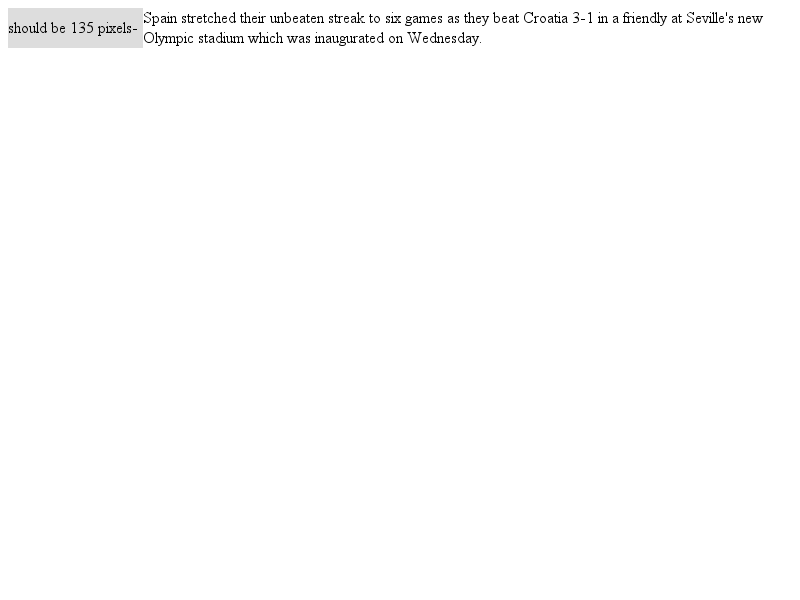 should be 135 pixels-
Spain stretched their unbeaten streak to six games as they beat Croatia 3-1 in a friendly at Seville's new
Olympic stadium which was inaugurated on Wednesday.